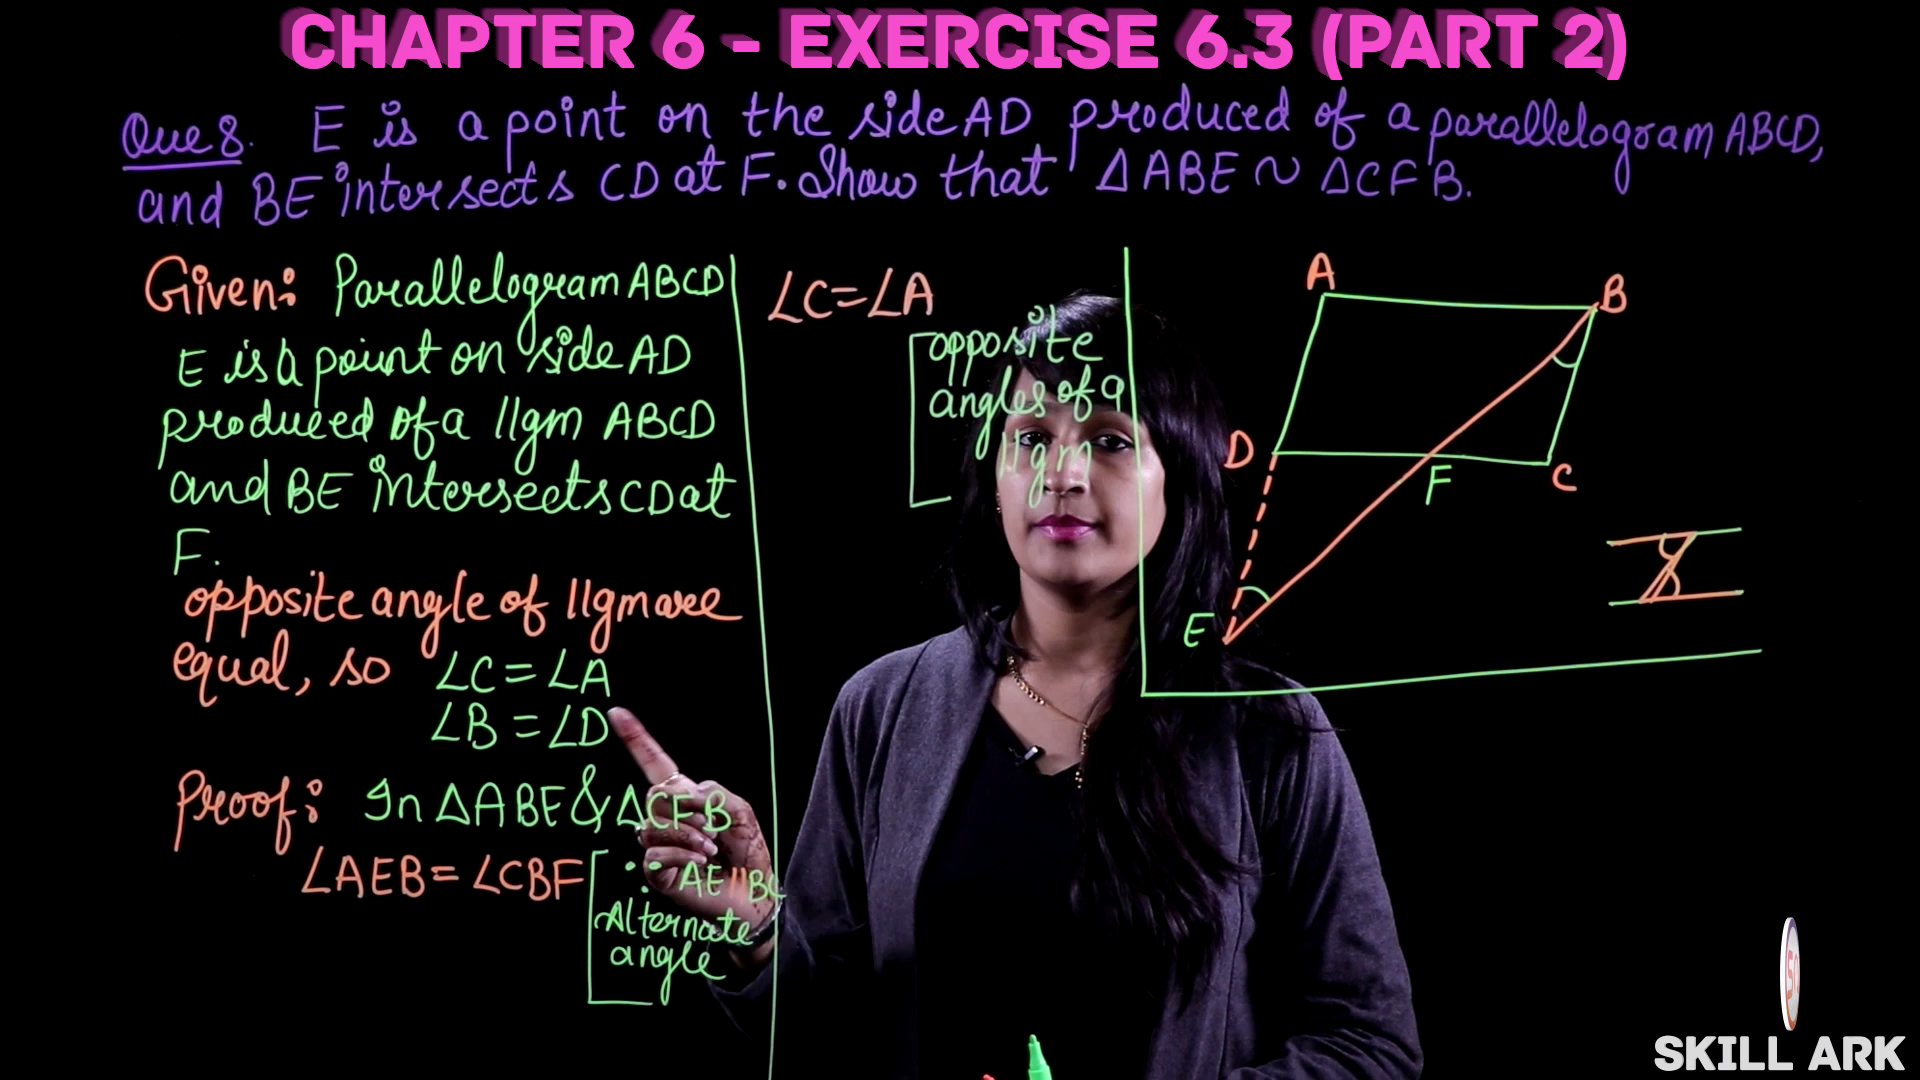 CHAPTER 6 - EXERCISE 6.3 (PART 2)
Que 8. E is a point on the side AD produced of a parallelogram ABCD,
and BE intersects CD at F. Show that ΔABE ~ ΔCFB.
Given: Parallelogram ABCD
E is a point on side AD
produced of a ||gm ABCD
and BE intersects CD at
F.
opposite angle of ||gm are
equal, so ∠C = ∠A
∠B = ∠D
Proof: In ΔABE & ΔCFB
∠AEB = ∠CBF [∵ AE || BC
Alternate
angle
∠C = ∠A
[opposite
angles of a
||gm
A
B
D
F
C
E
SKILL ARK